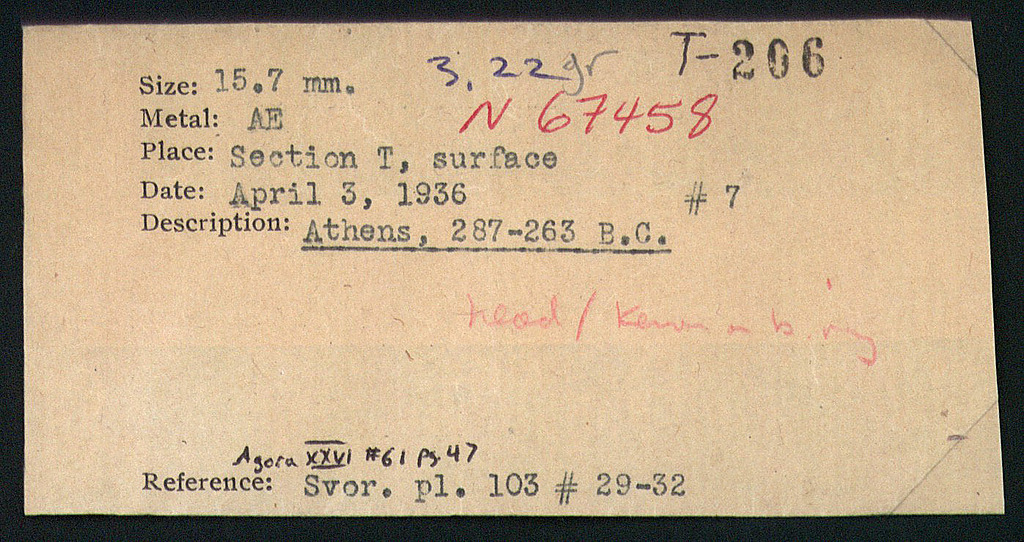 3.22gr T-206
Size: 15.7 mm.
N 67458
Metal: AE
Place: Section T, surface
Date: April 3, 1936 # 7
Description: Athens, 287-263 B.C.
head /
Agora XXVI #61 pg. 47
Reference: Svor. pl. 103 # 29-32